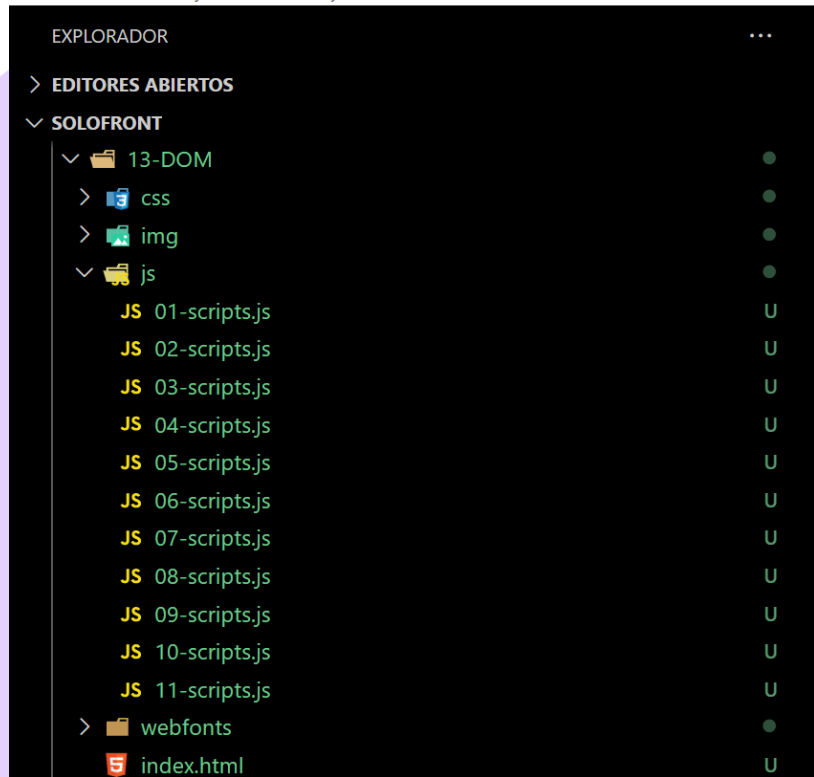 EXPLORADOR ...
EDITORES ABIERTOS
SOLOFRONT
13-DOM
css
img
js
JS 01-scripts.js U
JS 02-scripts.js U
JS 03-scripts.js U
JS 04-scripts.js U
JS 05-scripts.js U
JS 06-scripts.js U
JS 07-scripts.js U
JS 08-scripts.js U
JS 09-scripts.js U
JS 10-scripts.js U
JS 11-scripts.js U
webfonts
index.html U